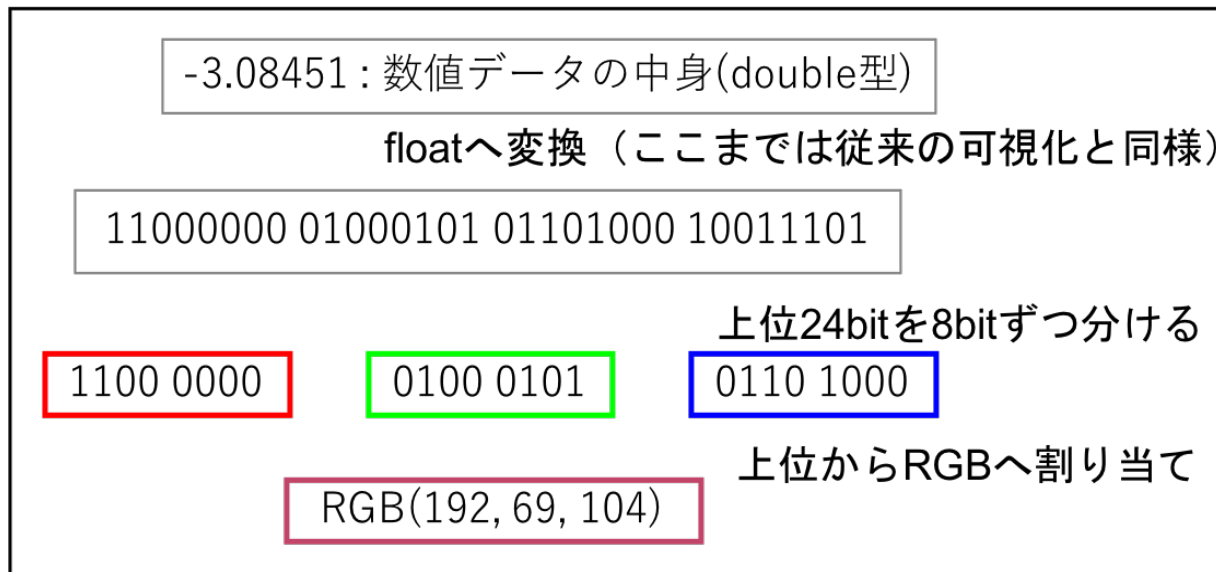 -3.08451 : 数値データの中身(double型)
floatへ変換（ここまでは従来の可視化と同様）
11000000 01000101 01101000 10011101
上位24bitを8bitずつ分ける
1100 0000 0100 0101 0110 1000
上位からRGBへ割り当て
RGB(192, 69, 104)